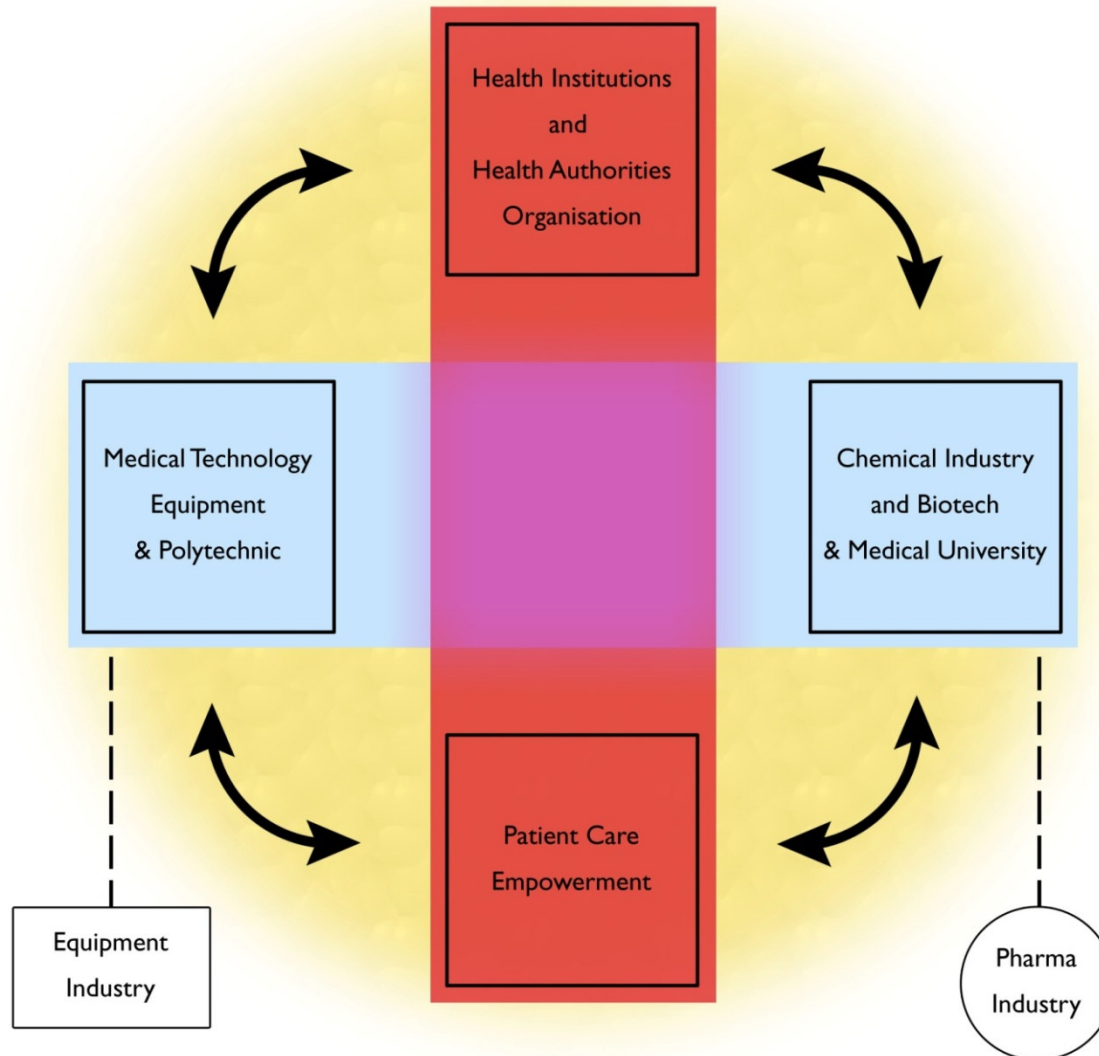 Health Institutions
and
Health Authorities
Organisation
Medical Technology
Equipment
& Polytechnic
Chemical Industry
and Biotech
& Medical University
Patient Care
Empowerment
Equipment
Industry
Pharma
Industry